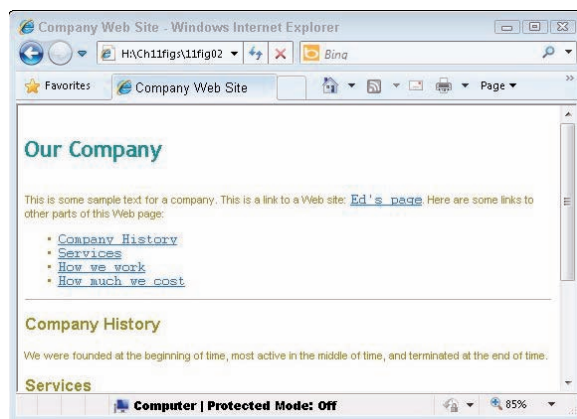 Company Web Site - Windows Internet Explorer
H:\Ch11figs\11fig02
Bing
Favorites
Company Web Site
Page
»
Our Company
This is some sample text for a company. This is a link to a Web site: Ed's page. Here are some links to
other parts of this Web page:
• Company History
• Services
• How we work
• How much we cost
Company History
We were founded at the beginning of time, most active in the middle of time, and terminated at the end of time.
Services
Computer | Protected Mode: Off
85%